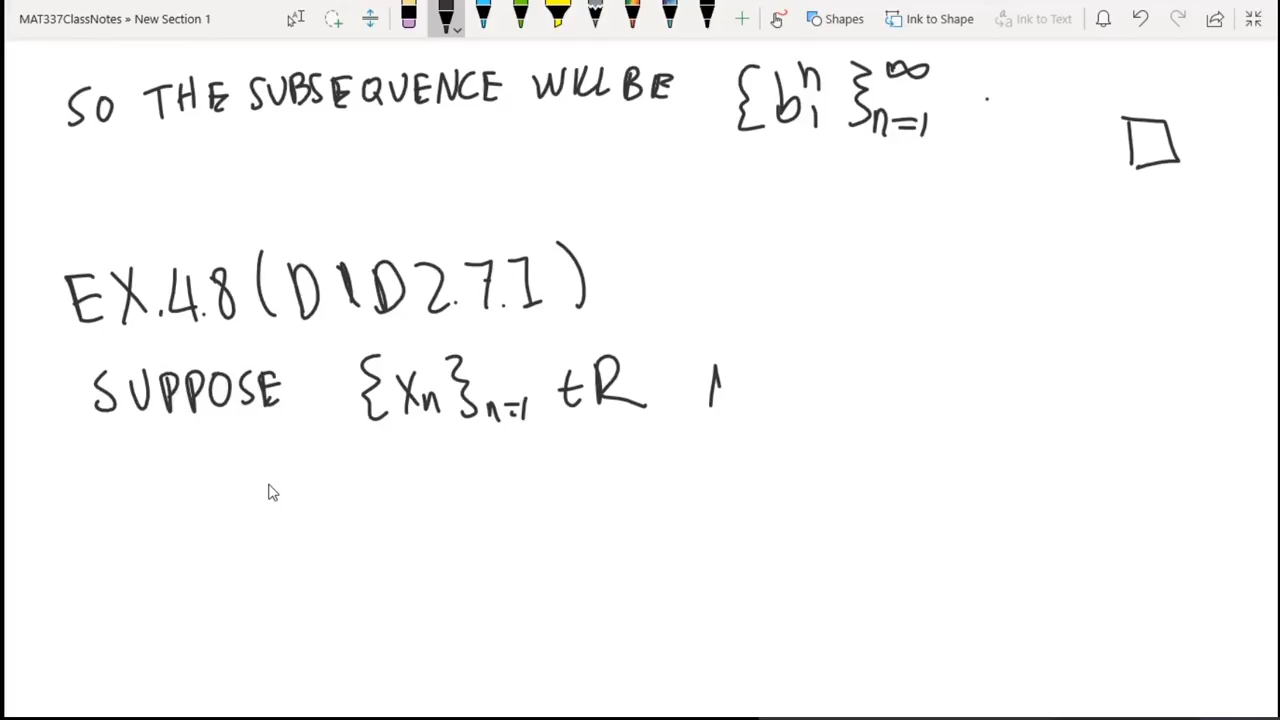 MAT337ClassNotes » New Section 1
Shapes
Ink to Shape
Ink to Text
SO THE SUBSEQUENCE WILL BE {b₁ⁿ}ₙ₌₁^∞ .
EX.4.8(D1D2.7.I)
SUPPOSE {xₙ}ₙ₌₁ tR